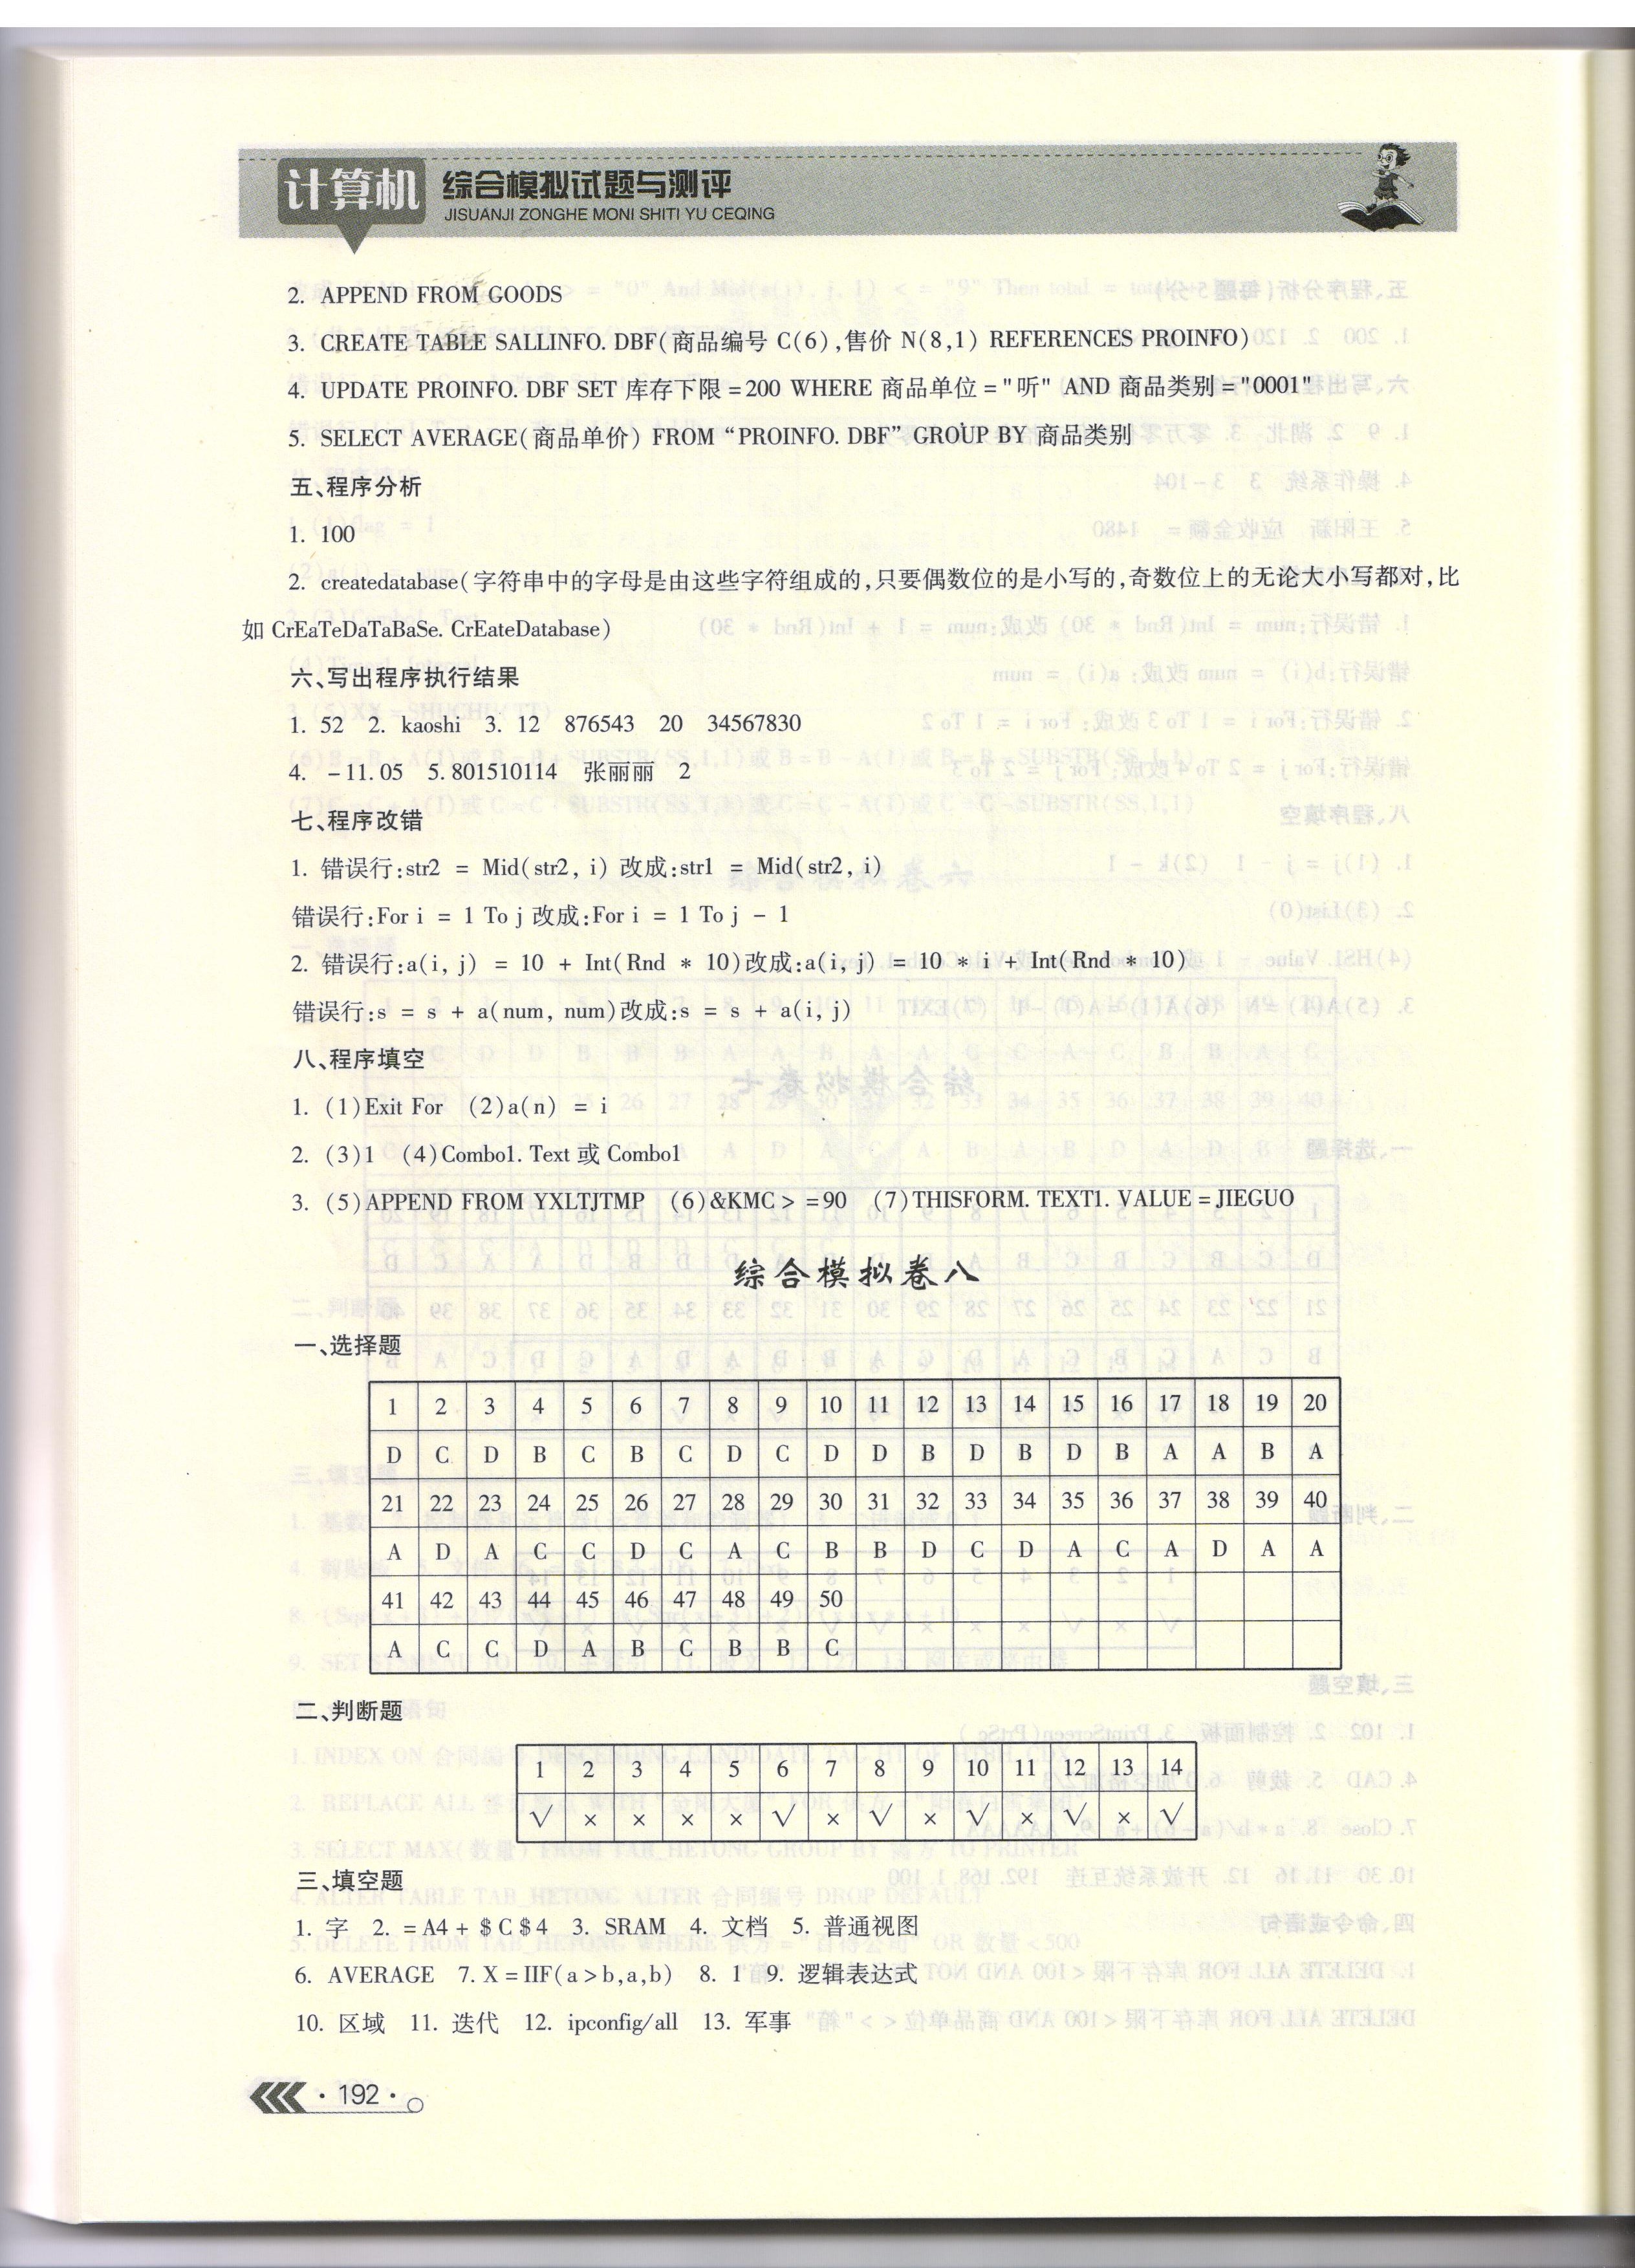 计算机 综合模拟试题与测评
JISUANJI ZONGHE MONI SHITI YU CEQING
2. APPEND FROM GOODS
3. CREATE TABLE SALLINFO. DBF(商品编号 C(6),售价 N(8,1) REFERENCES PROINFO)
4. UPDATE PROINFO. DBF SET 库存下限=200 WHERE 商品单位="听" AND 商品类别="0001"
5. SELECT AVERAGE(商品单价) FROM “PROINFO. DBF” GROUP BY 商品类别
五、程序分析
1. 100
2. createdatabase(字符串中的字母是由这些字符组成的,只要偶数位的是小写的,奇数位上的无论大小写都对,比
如 CrEaTeDaTaBaSe. CrEateDatabase)
六、写出程序执行结果
1. 52 2. kaoshi 3. 12 876543 20 34567830
4. -11.05 5.801510114 张丽丽 2
七、程序改错
1. 错误行:str2 = Mid(str2, i) 改成:str1 = Mid(str2, i)
错误行:For i = 1 To j 改成:For i = 1 To j - 1
2. 错误行:a(i, j) = 10 + Int(Rnd * 10)改成:a(i, j) = 10 * i + Int(Rnd * 10)
错误行:s = s + a(num, num)改成:s = s + a(i, j)
八、程序填空
1. (1)Exit For (2)a(n) = i
2. (3)1 (4)Combo1. Text 或 Combo1
3. (5)APPEND FROM YXLTJTMP (6)&KMC> =90 (7)THISFORM. TEXT1. VALUE=JIEGUO
综合模拟卷八
一、选择题
1 2 3 4 5 6 7 8 9 10 11 12 13 14 15 16 17 18 19 20
D C D B C B C D C D D B D B D B A A B A
21 22 23 24 25 26 27 28 29 30 31 32 33 34 35 36 37 38 39 40
A D A C C D C A C B B D C D A C A D A A
41 42 43 44 45 46 47 48 49 50
A C C D A B C B B C
二、判断题
1 2 3 4 5 6 7 8 9 10 11 12 13 14
√ × × × × √ × √ × √ × √ × √
三、填空题
1. 字 2. =A4+$C$4 3. SRAM 4. 文档 5. 普通视图
6. AVERAGE 7. X=IIF(a>b,a,b) 8. 1 9. 逻辑表达式
10. 区域 11. 迭代 12. ipconfig/all 13. 军事
·192·